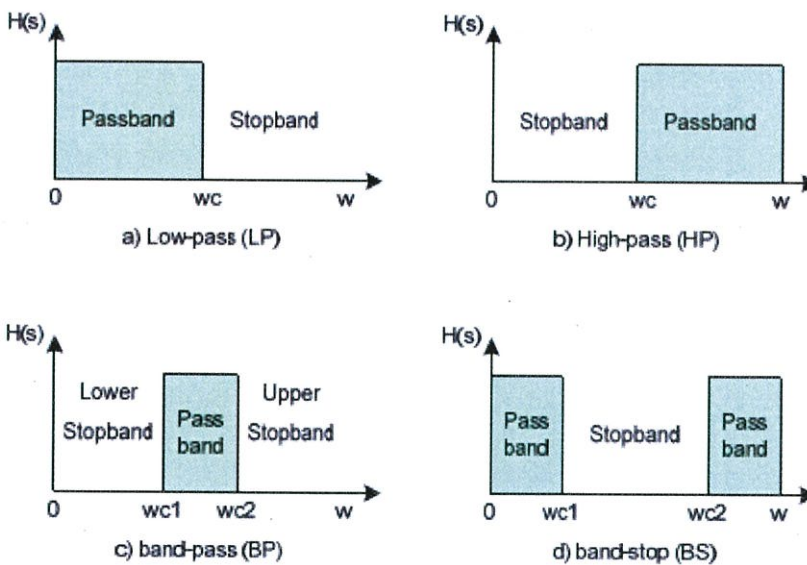 H(s)
Passband
Stopband
0
wc
w
a) Low-pass (LP)
H(s)
Stopband
Passband
0
wc
w
b) High-pass (HP)
H(s)
Lower
Stopband
Pass
band
Upper
Stopband
0
wc1
wc2
w
c) band-pass (BP)
H(s)
Pass
band
Stopband
Pass
band
0
wc1
wc2
w
d) band-stop (BS)